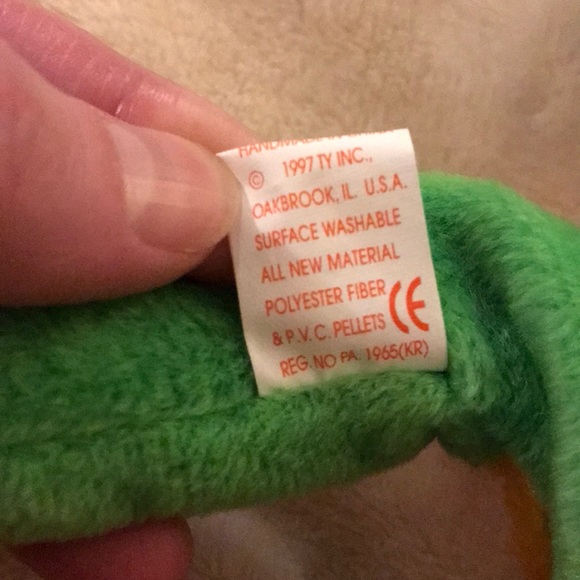 © 1997 TY INC.,
OAKBROOK, IL. U.S.A.
SURFACE WASHABLE
ALL NEW MATERIAL
POLYESTER FIBER
& P.V.C. PELLETS CE
REG. NO PA. 1965(KR)